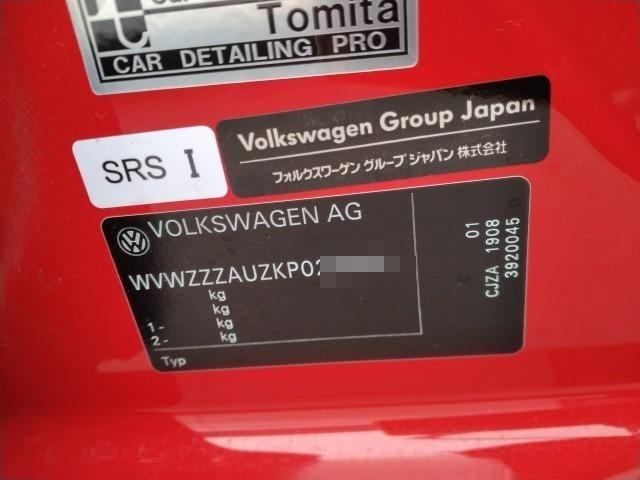 Tomita
CAR DETAILING PRO
Volkswagen Group Japan
フォルクスワーゲン グループ ジャパン 株式会社
SRS I
VOLKSWAGEN AG
WVWZZZAUZKP02
kg
kg
1- kg
2- kg
Typ
01
CJZA 1908
3920045